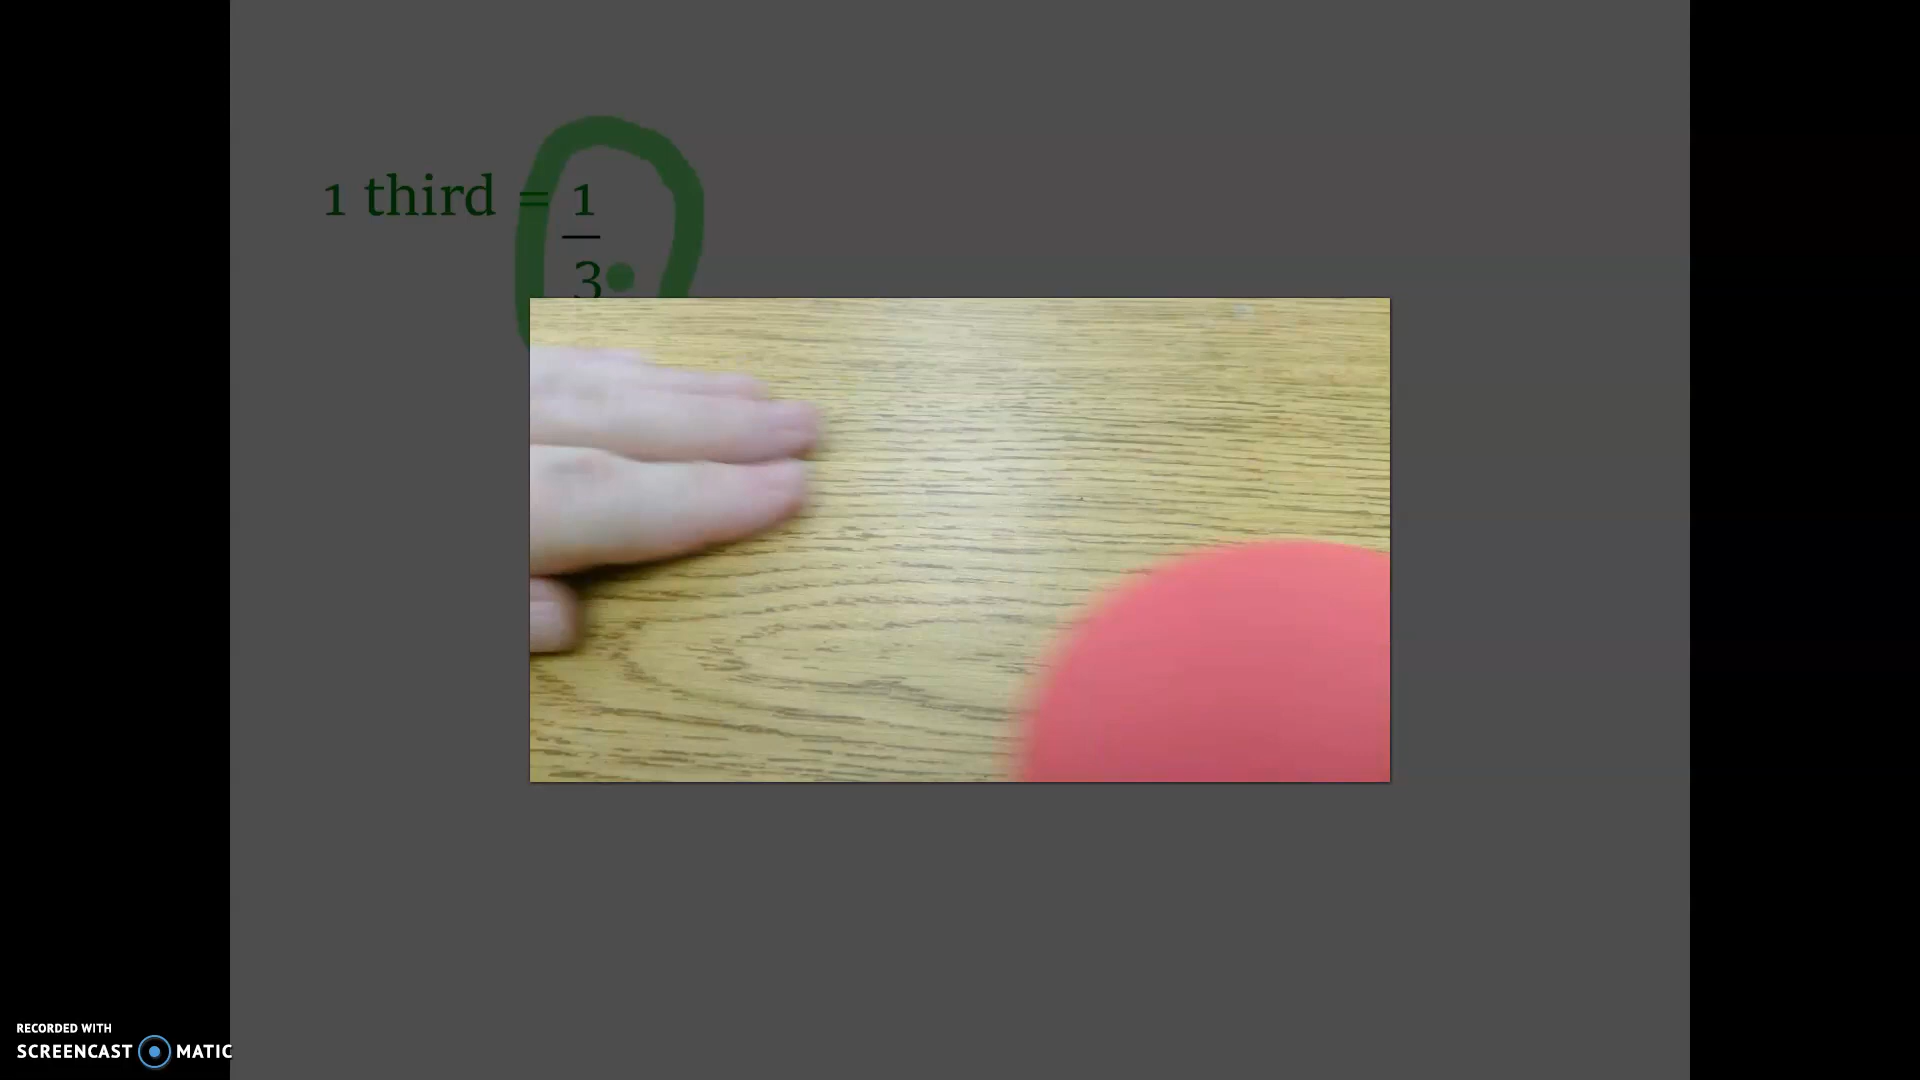 1 third = 1
3
RECORDED WITH
SCREENCAST MATIC